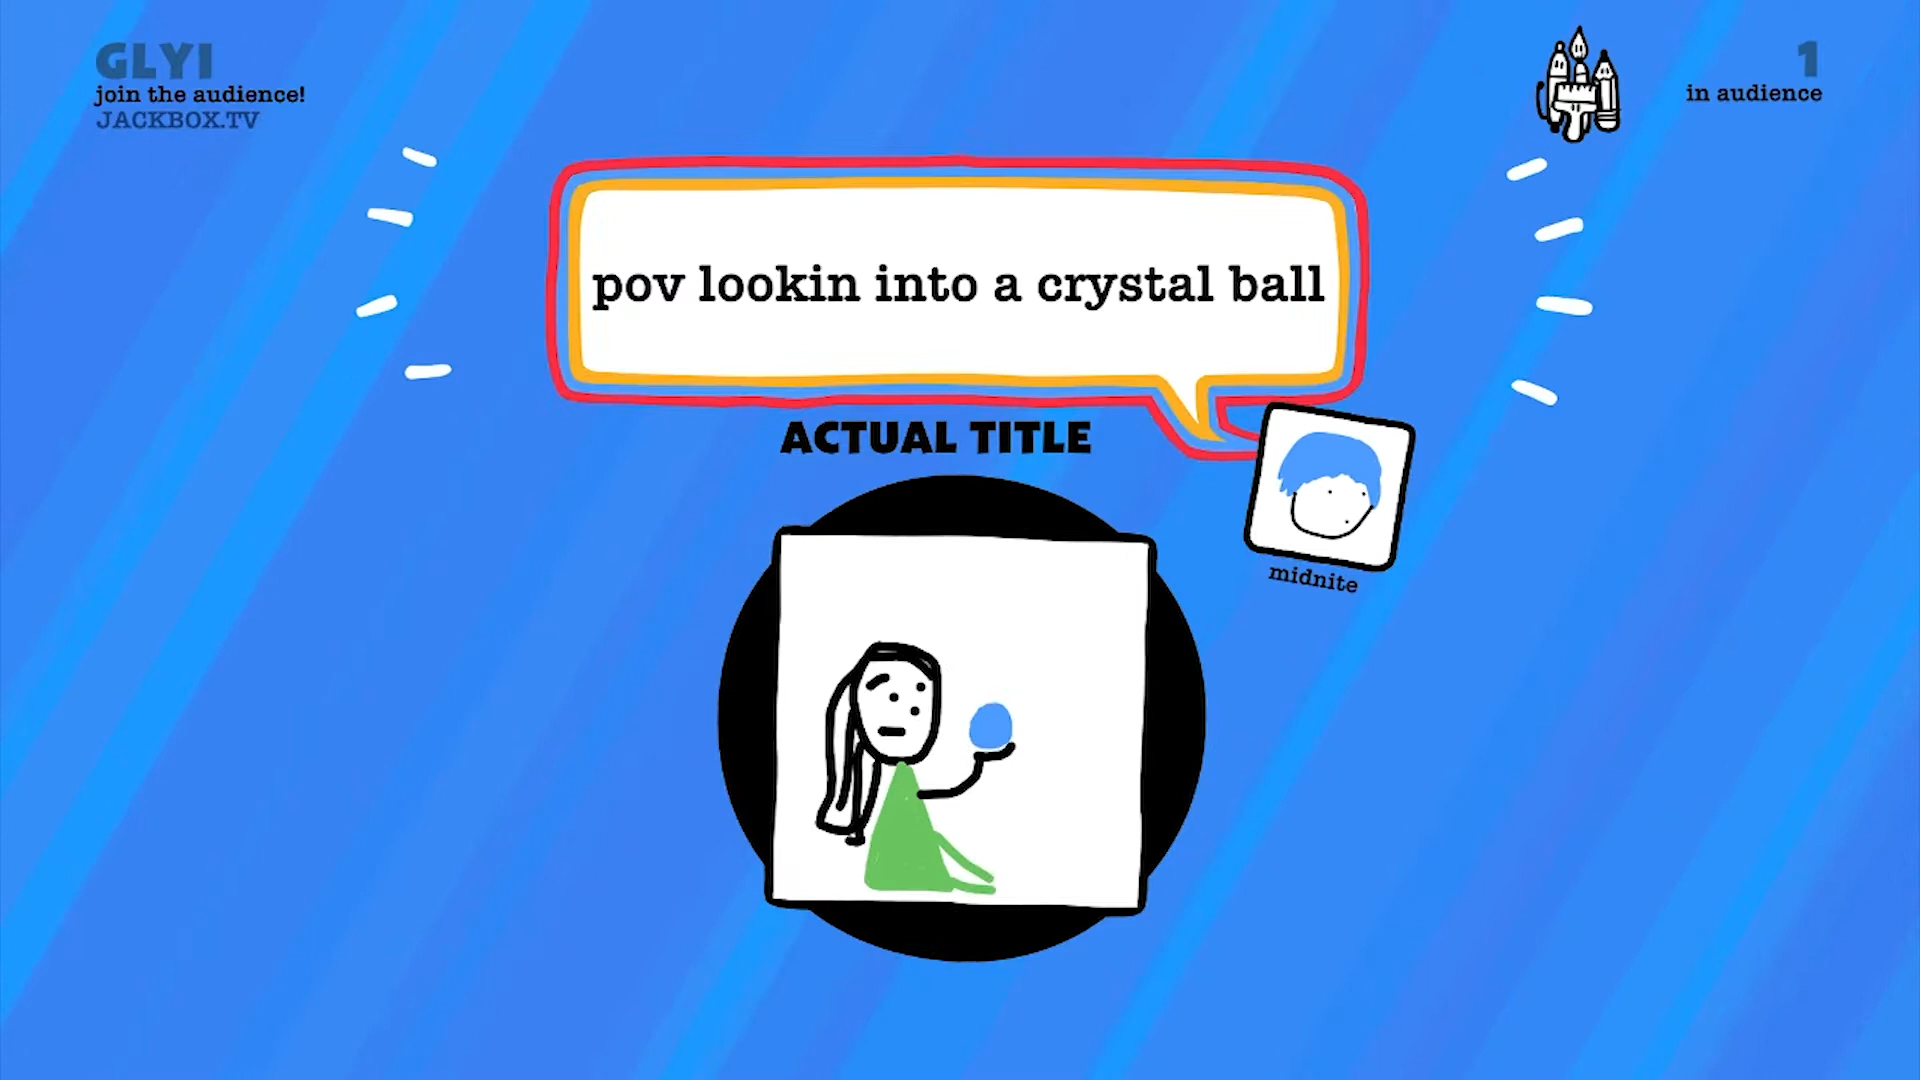 GLYI
join the audience!
JACKBOX.TV
1
in audience
pov lookin into a crystal ball
ACTUAL TITLE
midnite